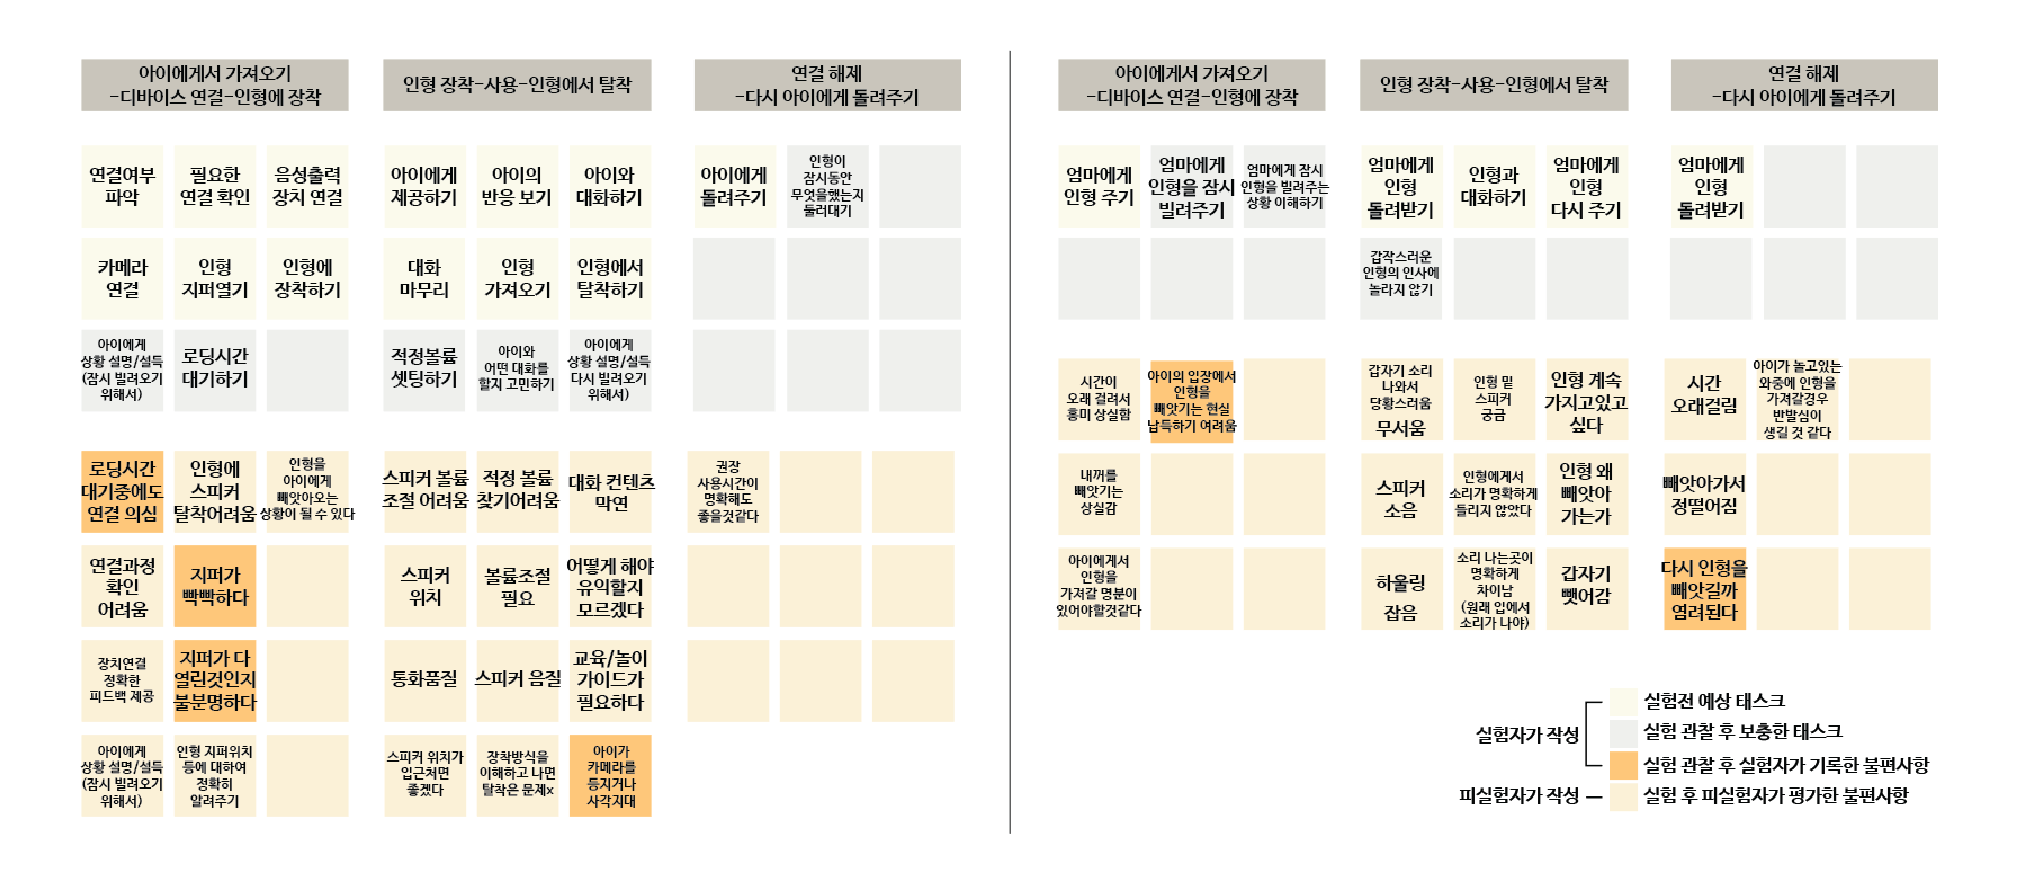 아이에게서 가져오기
-디바이스 연결-인형에 장착
인형 장착-사용-인형에서 탈착
연결 해제
-다시 아이에게 돌려주기
연결여부
파악
필요한
연결 확인
음성출력
장치 연결
아이에게
제공하기
아이의
반응 보기
아이와
대화하기
아이에게
돌려주기
인형이
잠시동안
무엇을했는지
둘러대기
카메라
연결
인형
지퍼열기
인형에
장착하기
대화
마무리
인형
가져오기
인형에서
탈착하기
아이에게
상황 설명/설득
(잠시 빌려오기
위해서)
로딩시간
대기하기
적정볼륨
셋팅하기
아이와
어떤 대화를
할지 고민하기
아이에게
상황 설명/설득
다시 빌려오기
위해서)
로딩시간
대기중에도
연결 의심
인형에
스피커
탈착어려움
인형을
아이에게
빼앗아오는
상황이 될 수 있다
스피커 볼륨
조절 어려움
적정 볼륨
찾기어려움
대화 컨텐츠
막연
권장
사용시간이
명확해도
좋을것같다
연결과정
확인
어려움
지퍼가
빡빡하다
스피커
위치
볼륨조절
필요
어떻게 해야
유익할지
모르겠다
장치연결
정확한
피드백 제공
지퍼가 다
열린것인지
불분명하다
통화품질
스피커 음질
교육/놀이
가이드가
필요하다
아이에게
상황 설명/설득
(잠시 빌려오기
위해서)
인형 지퍼위치
등에 대하여
정확히
알려주기
스피커 위치가
입근처면
좋겠다
장착방식을
이해하고 나면
탈착은 문제x
아이가
카메라를
등지거나
사각지대
아이에게서 가져오기
-디바이스 연결-인형에 장착
인형 장착-사용-인형에서 탈착
연결 해제
-다시 아이에게 돌려주기
엄마에게
인형 주기
엄마에게
인형을 잠시
빌려주기
엄마에게 잠시
인형을 빌려주는
상황 이해하기
엄마에게
인형
돌려받기
인형과
대화하기
엄마에게
인형
다시 주기
엄마에게
인형
돌려받기
갑작스러운
인형의 인사에
놀라지 않기
시간이
오래 걸려서
흥미 상실함
아이의 입장에서
인형을
빼앗기는 현실
납득하기 여려움
갑자기 소리
나와서
당황스러움
무서움
인형 밑
스피커
궁금
인형 계속
가지고있고
싶다
시간
오래걸림
아이가 놀고있는
와중에 인형을
가져갈경우
반발심이
생길 것 같다
내꺼를
빼앗기는
상실감
스피커
소음
인형에게서
소리가 명확하게
들리지 않았다
인형 왜
빼앗아
가는가
빼앗아가서
정떨어짐
아이에게서
인형을
가져갈 명분이
있어야할것같다
하울링
잡음
소리 나는곳이
명확하게
차이남
(원래 입에서
소리가 나야)
갑자기
뺏어감
다시 인형을
빼앗길까
염려된다
실험자가 작성
실험전 예상 태스크
실험 관찰 후 보충한 태스크
실험 관찰 후 실험자가 기록한 불편사항
피실험자가 작성
실험 후 피실험자가 평가한 불편사항